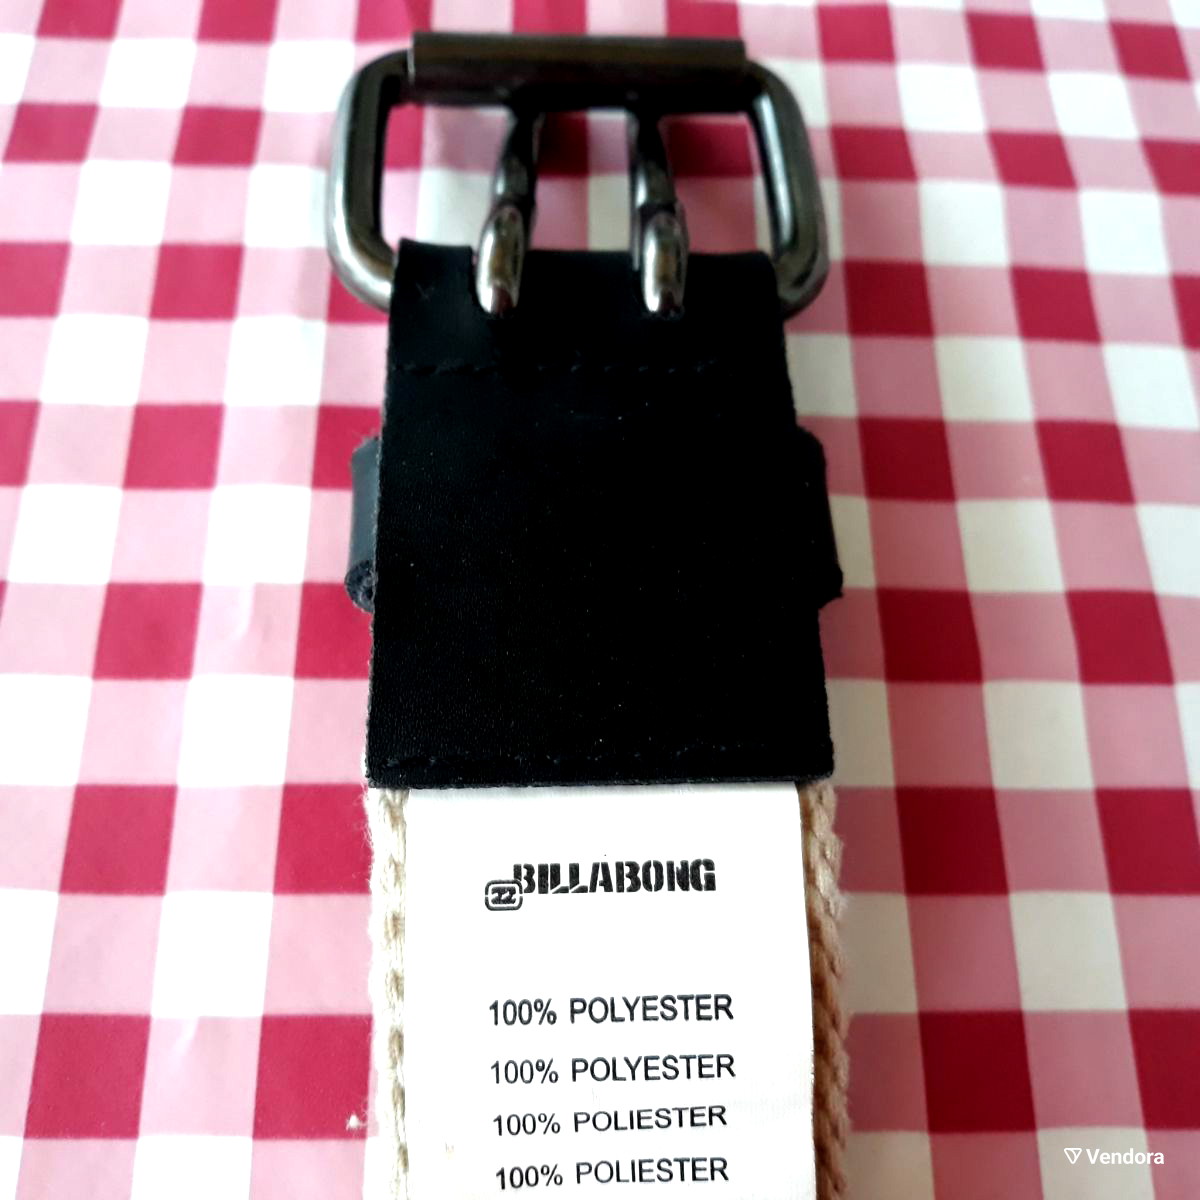 BILLABONG
100% POLYESTER
100% POLYESTER
100% POLIESTER
100% POLIESTER
Vendora